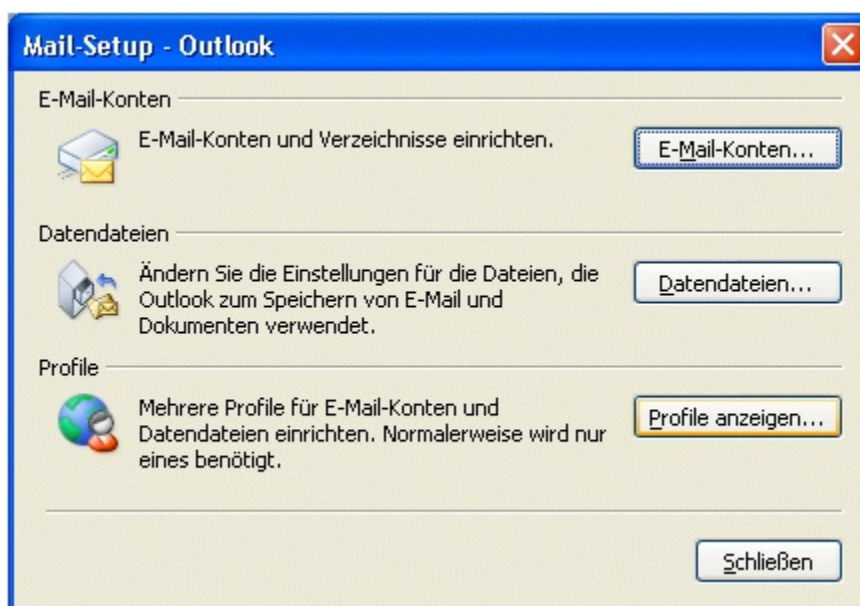 Mail-Setup - Outlook
E-Mail-Konten
E-Mail-Konten und Verzeichnisse einrichten.
E-Mail-Konten...
Datendateien
Ändern Sie die Einstellungen für die Dateien, die
Outlook zum Speichern von E-Mail und
Dokumenten verwendet.
Datendateien...
Profile
Mehrere Profile für E-Mail-Konten und
Datendateien einrichten. Normalerweise wird nur
eines benötigt.
Profile anzeigen...
Schließen